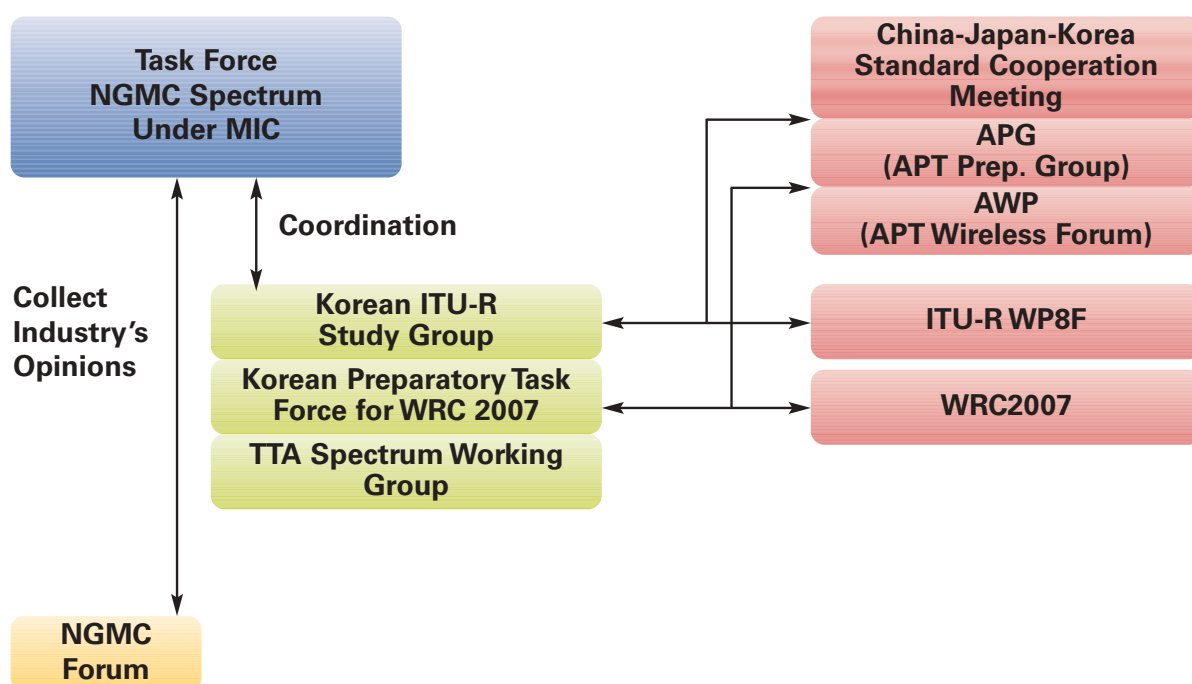 Task Force
NGMC Spectrum
Under MIC
Coordination
Collect
Industry's
Opinions
Korean ITU-R
Study Group
Korean Preparatory Task
Force for WRC 2007
TTA Spectrum Working
Group
NGMC
Forum
China-Japan-Korea
Standard Cooperation
Meeting
APG
(APT Prep. Group)
AWP
(APT Wireless Forum)
ITU-R WP8F
WRC2007